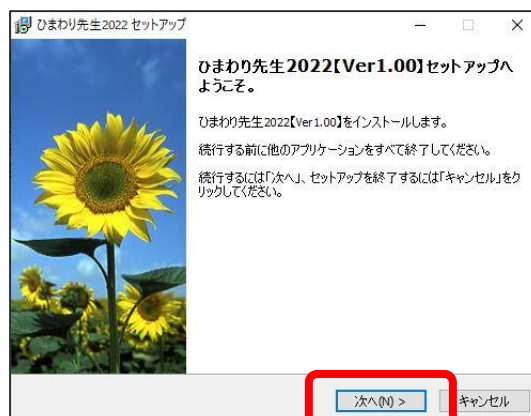 ひまわり先生2022 セットアップ
ひまわり先生2022【Ver1.00】セットアップへ
ようこそ。
ひまわり先生2022【Ver1.00】をインストールします。
続行する前に他のアプリケーションをすべて終了してください。
続行するには「次へ」、セットアップを終了するには「キャンセル」をク
リックしてください。
次へ(N) >
キャンセル